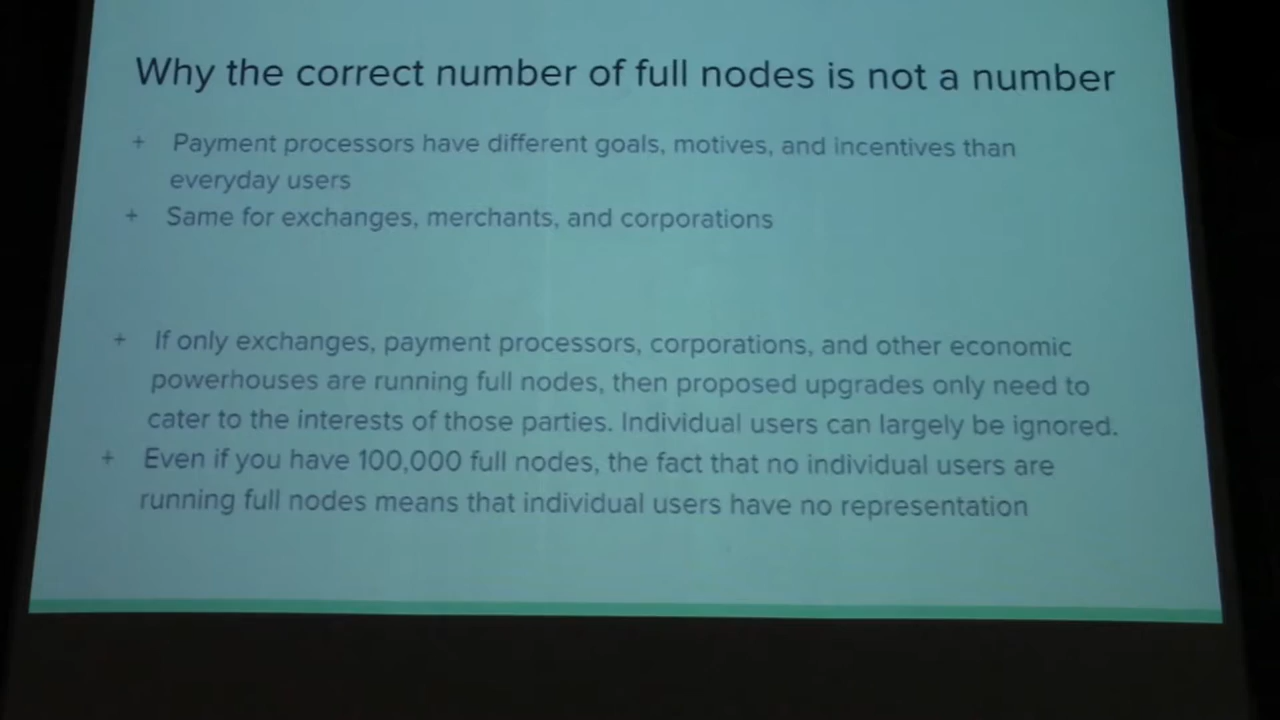 Why the correct number of full nodes is not a number
+ Payment processors have different goals, motives, and incentives than
everyday users
+ Same for exchanges, merchants, and corporations
+ If only exchanges, payment processors, corporations, and other economic
powerhouses are running full nodes, then proposed upgrades only need to
cater to the interests of those parties. Individual users can largely be ignored.
+ Even if you have 100,000 full nodes, the fact that no individual users are
running full nodes means that individual users have no representation